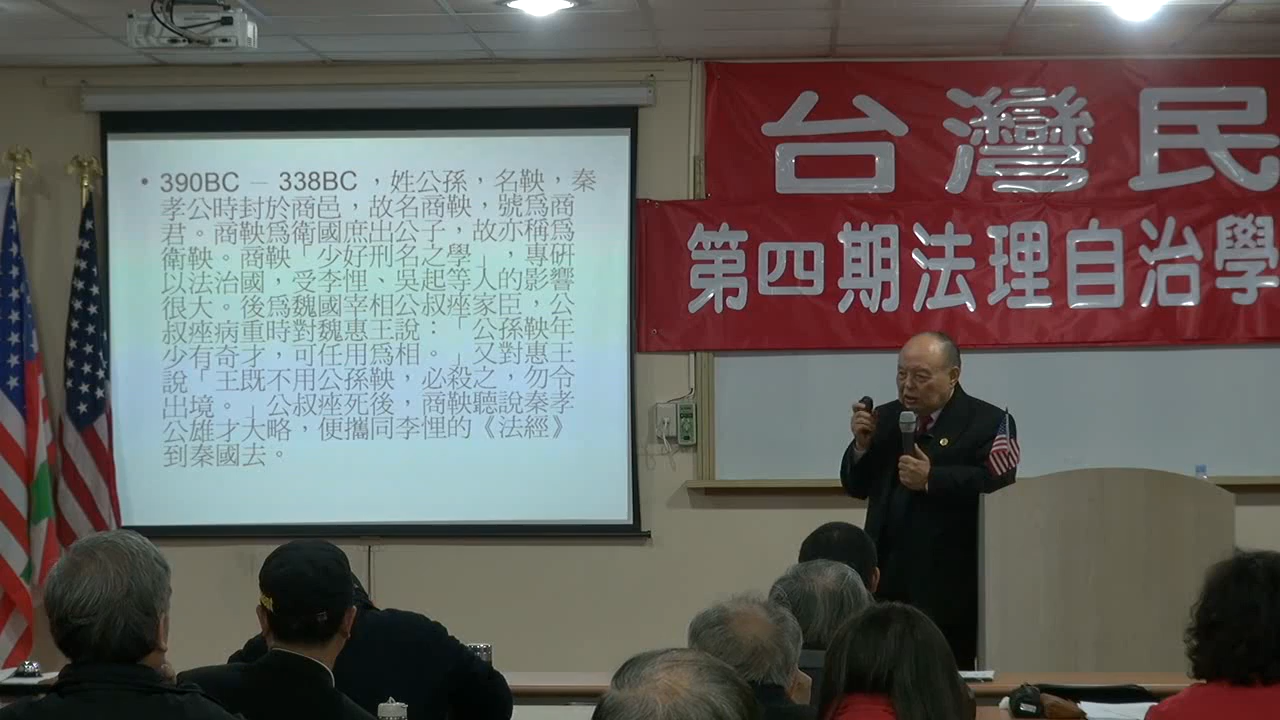 • 390BC – 338BC ，姓公孫，名鞅，秦
孝公時封於商邑，故名商鞅，號爲商
君。商鞅爲衛國庶出公子，故亦稱爲
衛鞅。商鞅「少好刑名之學」，專研
以法治國，受李悝、吳起等人的影響
很大。後爲魏國宰相公叔痤家臣，公
叔痤病重時對魏惠王說：「公孫鞅年
少有奇才，可任用爲相。」又對惠王
說「王既不用公孫鞅，必殺之，勿令
出境。」公叔痤死後，商鞅聽說秦孝
公雄才大略，便攜同李悝的《法經》
到秦國去。
台灣民
第四期法理自治學